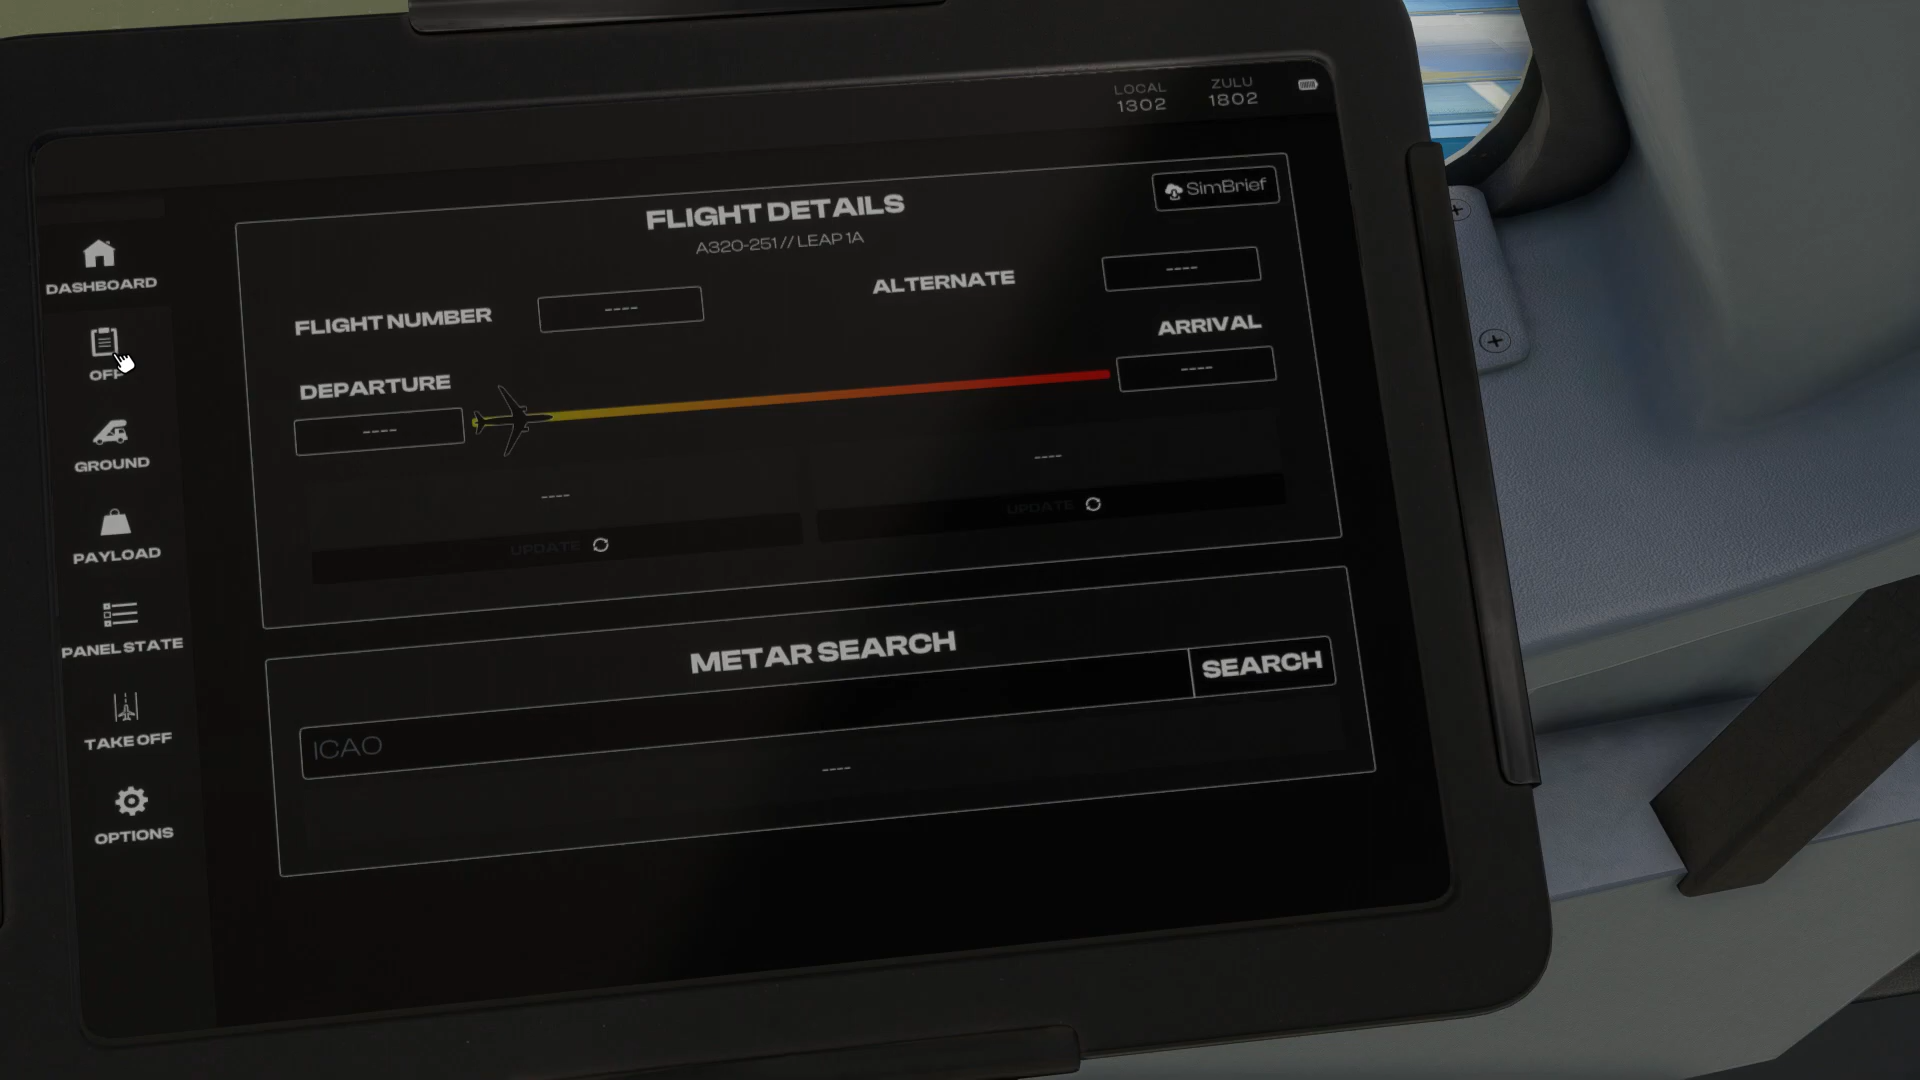 LOCAL
1302
ZULU
1802
DASHBOARD
OFP
GROUND
PAYLOAD
PANEL STATE
TAKE OFF
OPTIONS
FLIGHT DETAILS
A320-251 // LEAP 1A
SimBrief
FLIGHT NUMBER
----
ALTERNATE
----
DEPARTURE
----
ARRIVAL
----
----
UPDATE
----
UPDATE
METAR SEARCH
ICAO
SEARCH
----